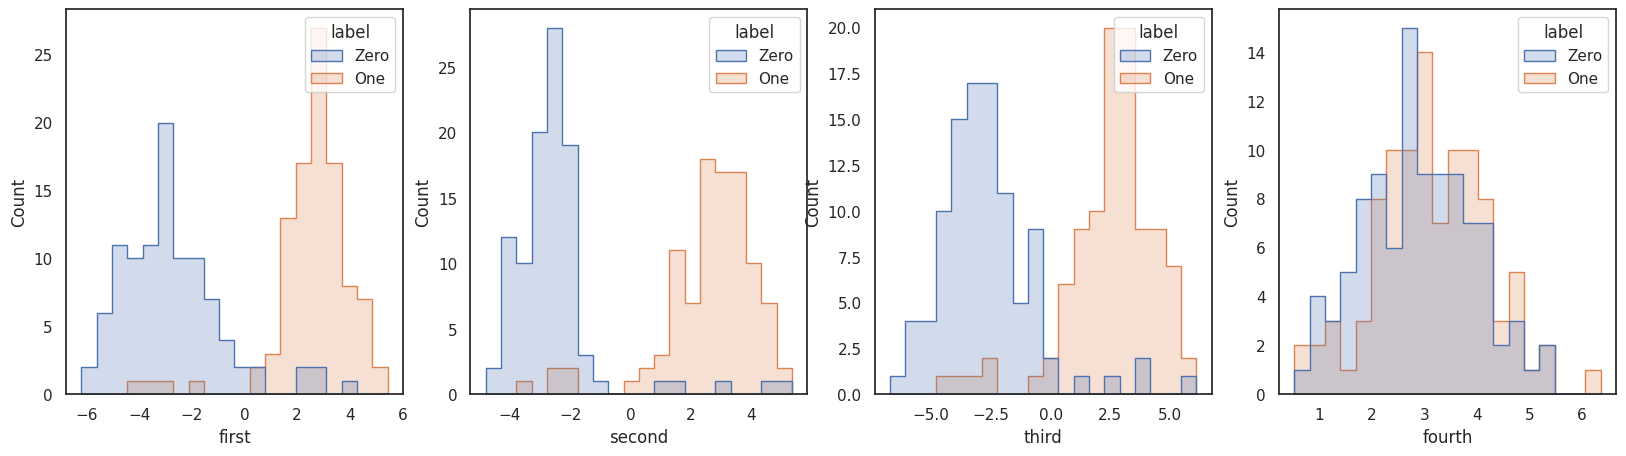 label
Zero
One
Count
25
20
15
10
5
0
−6 −4 −2 0 2 4 6
first
label
Zero
One
Count
25
20
15
10
5
0
−4 −2 0 2 4
second
label
Zero
One
Count
20.0
17.5
15.0
12.5
10.0
7.5
5.0
2.5
0.0
−5.0 −2.5 0.0 2.5 5.0
third
label
Zero
One
Count
14
12
10
8
6
4
2
0
1 2 3 4 5 6
fourth